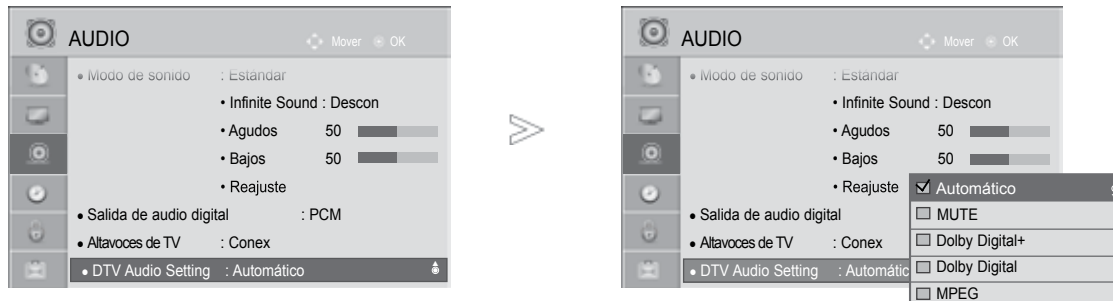 AUDIO
Mover OK
• Modo de sonido : Estándar
• Infinite Sound : Descon
• Agudos 50
• Bajos 50
• Reajuste
• Salida de audio digital : PCM
• Altavoces de TV : Conex
• DTV Audio Setting : Automático
AUDIO
Mover OK
• Modo de sonido : Estándar
• Infinite Sound : Descon
• Agudos 50
• Bajos 50
• Reajuste
• Salida de audio digital
• Altavoces de TV : Conex
• DTV Audio Setting : Automátic
Automático
MUTE
Dolby Digital+
Dolby Digital
MPEG